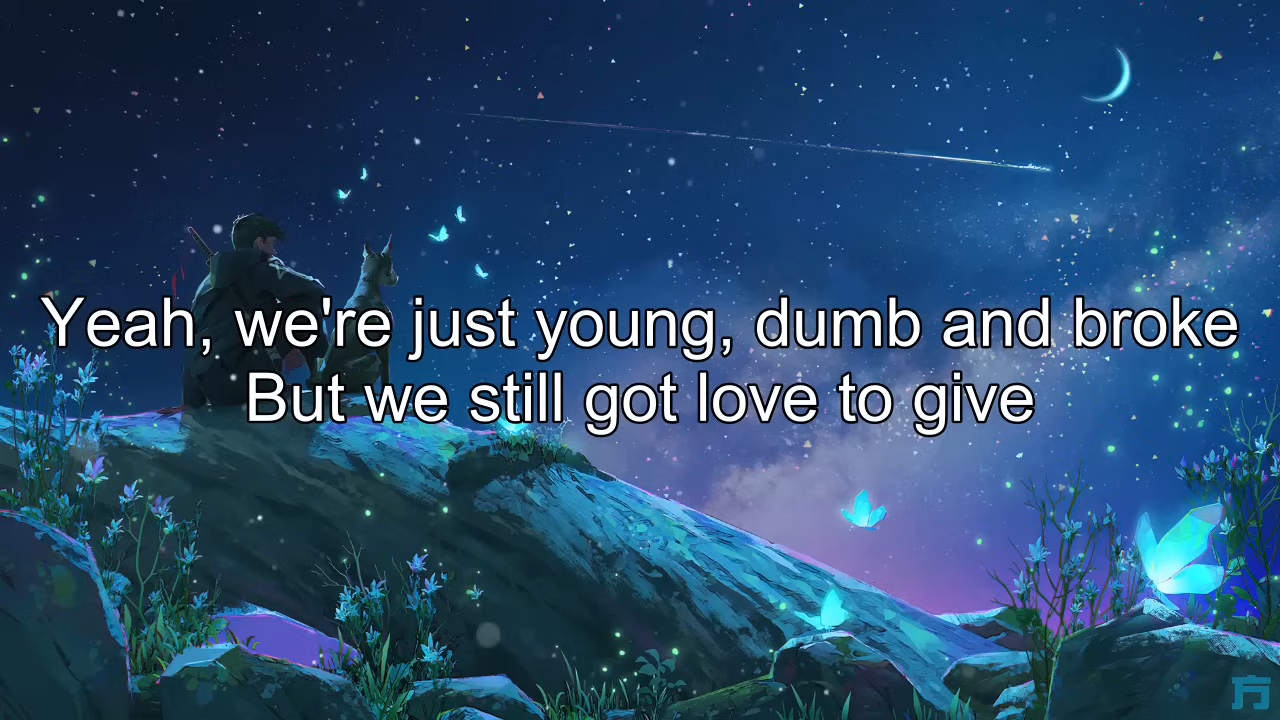 Yeah, we're just young, dumb and broke
But we still got love to give